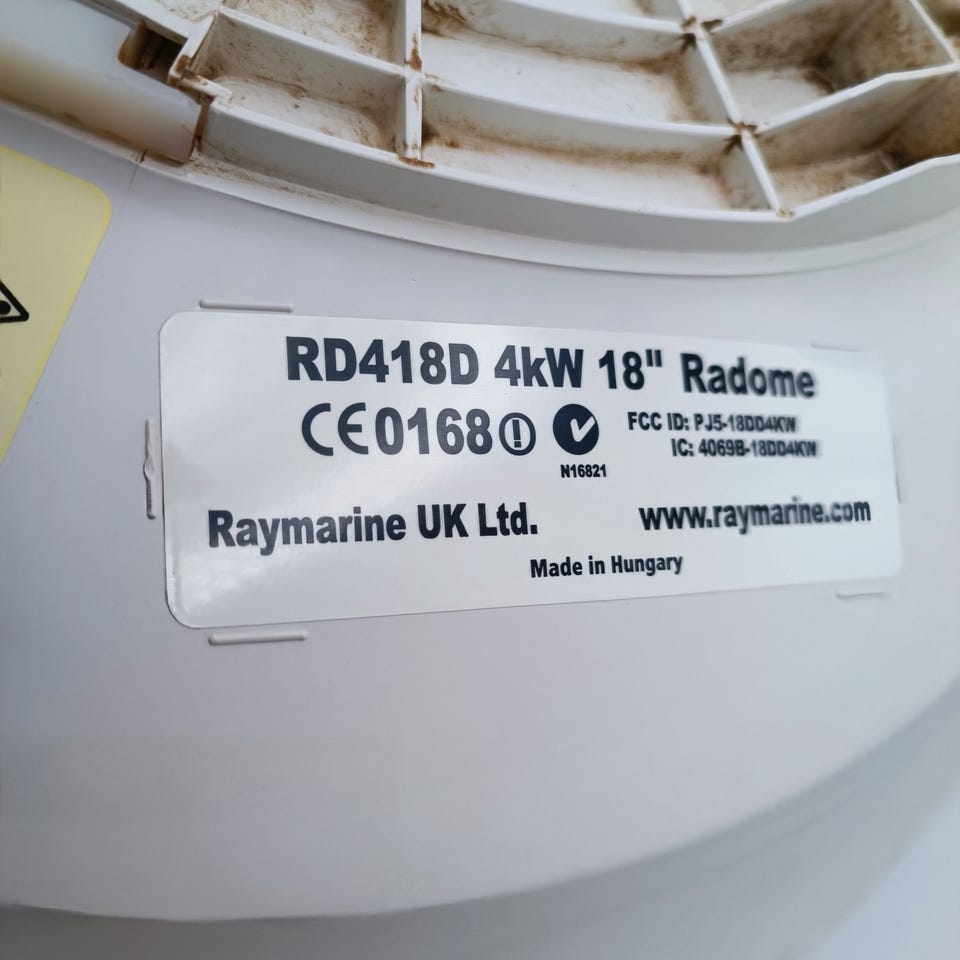 RD418D 4kW 18" Radome
CE0168
FCC ID: PJ5-18DD4KW
IC: 4069B-18DD4KW
N16821
Raymarine UK Ltd.
www.raymarine.com
Made in Hungary